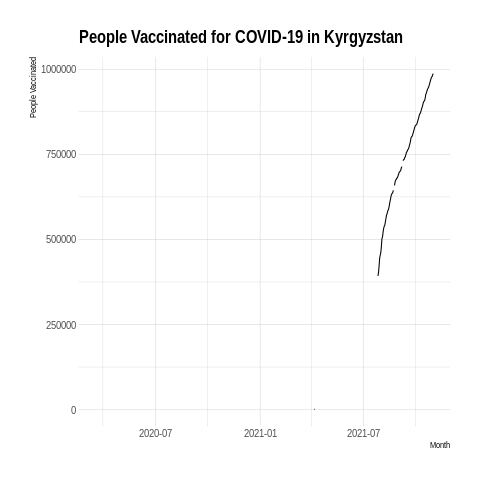 People Vaccinated for COVID-19 in Kyrgyzstan
People Vaccinated
1000000
750000
500000
250000
0
2020-07 2021-01 2021-07
Month